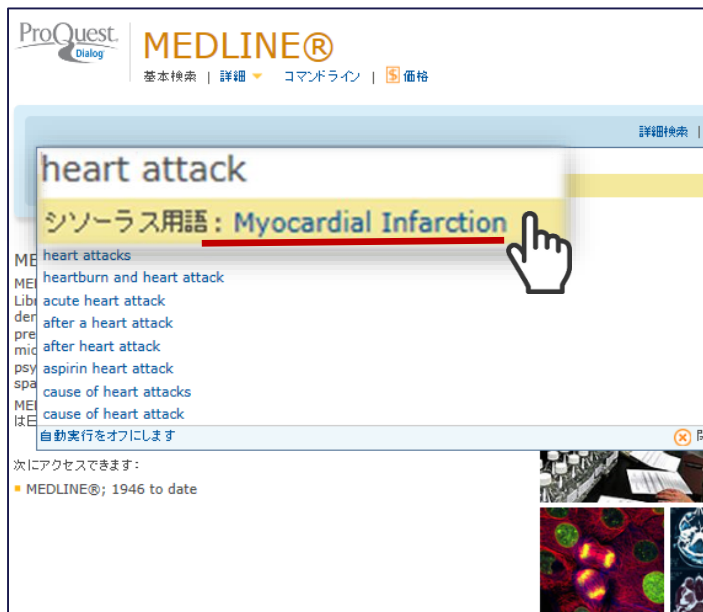 ProQuest
Dialog
MEDLINE®
基本検索 | 詳細 コマンドライン | $ 価格
詳細検索 |
heart attack
シソーラス用語 : Myocardial Infarction
heart attacks
heartburn and heart attack
acute heart attack
after a heart attack
after heart attack
aspirin heart attack
cause of heart attacks
cause of heart attack
自動実行をオフにします
次にアクセスできます:
MEDLINE®; 1946 to date